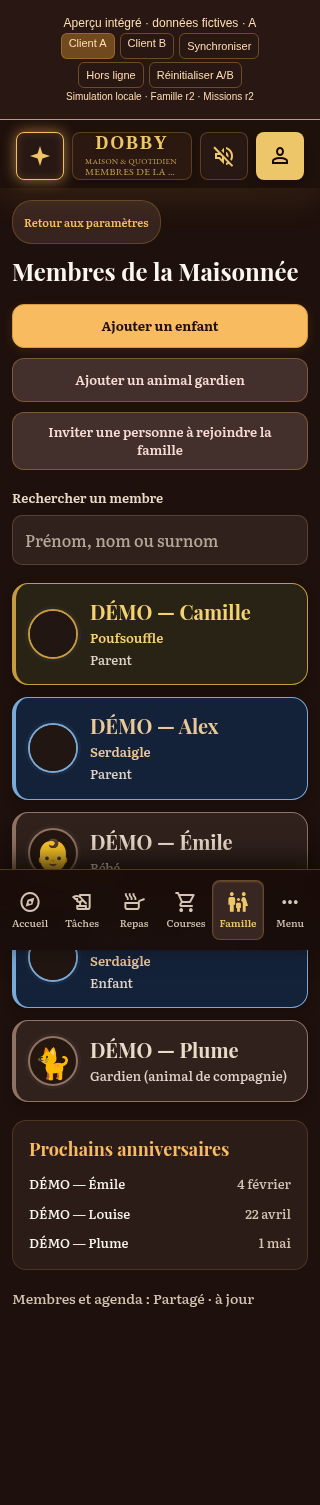 Aperçu intégré · données fictives · A
Client A
Client B
Synchroniser
Hors ligne
Réinitialiser A/B
Simulation locale · Famille r2 · Missions r2
DOBBY
MAISON & QUOTIDIEN
MEMBRES DE LA ...
Retour aux paramètres
Membres de la Maisonnée
Ajouter un enfant
Ajouter un animal gardien
Inviter une personne à rejoindre la
famille
Rechercher un membre
Prénom, nom ou surnom
DÉMO — Camille
Poufsouffle
Parent
DÉMO — Alex
Serdaigle
Parent
DÉMO — Émile
Bébé
Accueil
Tâches
Repas
Courses
Famille
Menu
Serdaigle
Enfant
DÉMO — Plume
Gardien (animal de compagnie)
Prochains anniversaires
DÉMO — Émile 4 février
DÉMO — Louise 22 avril
DÉMO — Plume 1 mai
Membres et agenda : Partagé · à jour